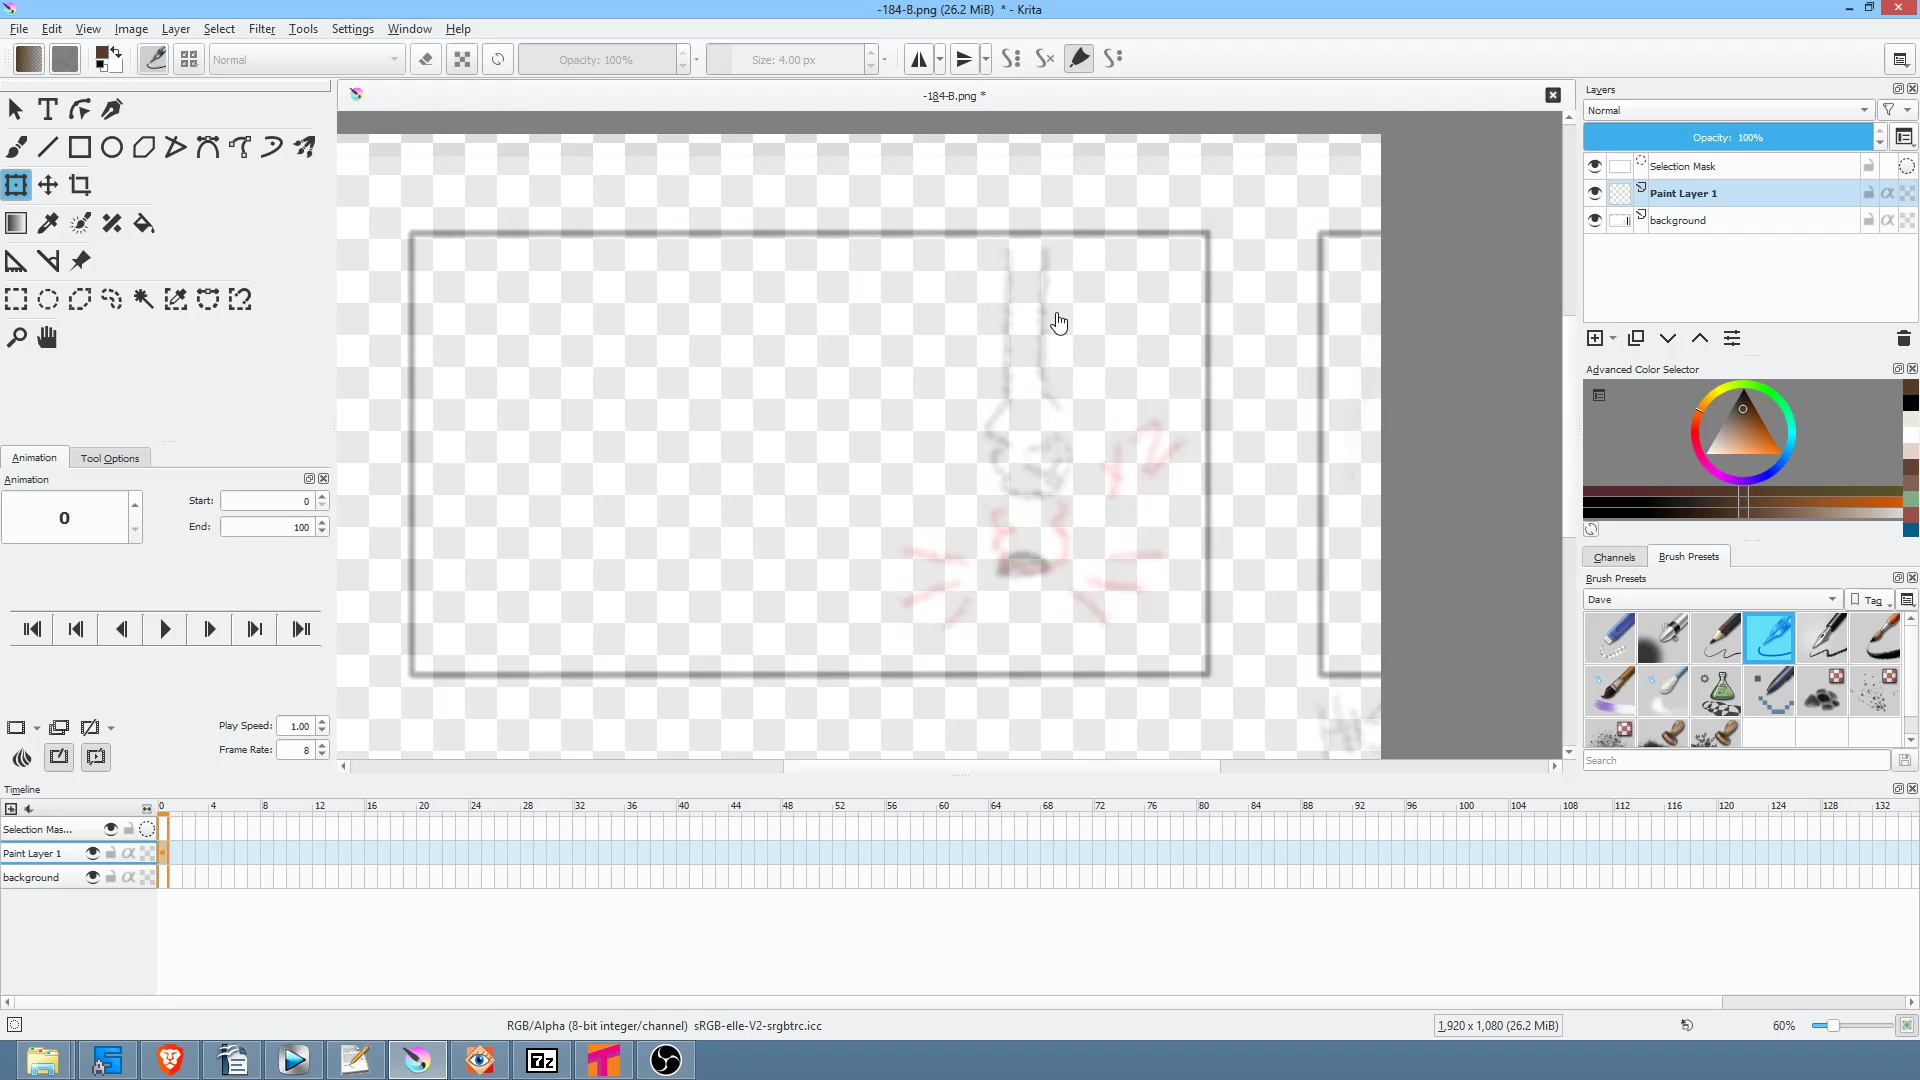 -184-B.png (26.2 MiB)  * - Krita
File Edit View Image Layer Select Filter Tools Settings Window Help
Normal
Opacity: 100%
Size: 4.00 px
-184-B.png *
Layers
Normal
Opacity: 100%
Selection Mask
Paint Layer 1
background
Advanced Color Selector
Animation Tool Options
Animation
0
Start: 0
End: 100
x2
Channels Brush Presets
Brush Presets
Dave
Tag
Search
Play Speed: 1.00
Frame Rate: 8
Timeline
0 4 8 12 16 20 24 28 32 36 40 44 48 52 56 60 64 68 72 76 80 84 88 92 96 100 104 108 112 116 120 124 128 132
Selection Mas...
Paint Layer 1
background
RGB/Alpha (8-bit integer/channel)  sRGB-elle-V2-srgbtrc.icc
1,920 x 1,080 (26.2 MiB)
60%
7z